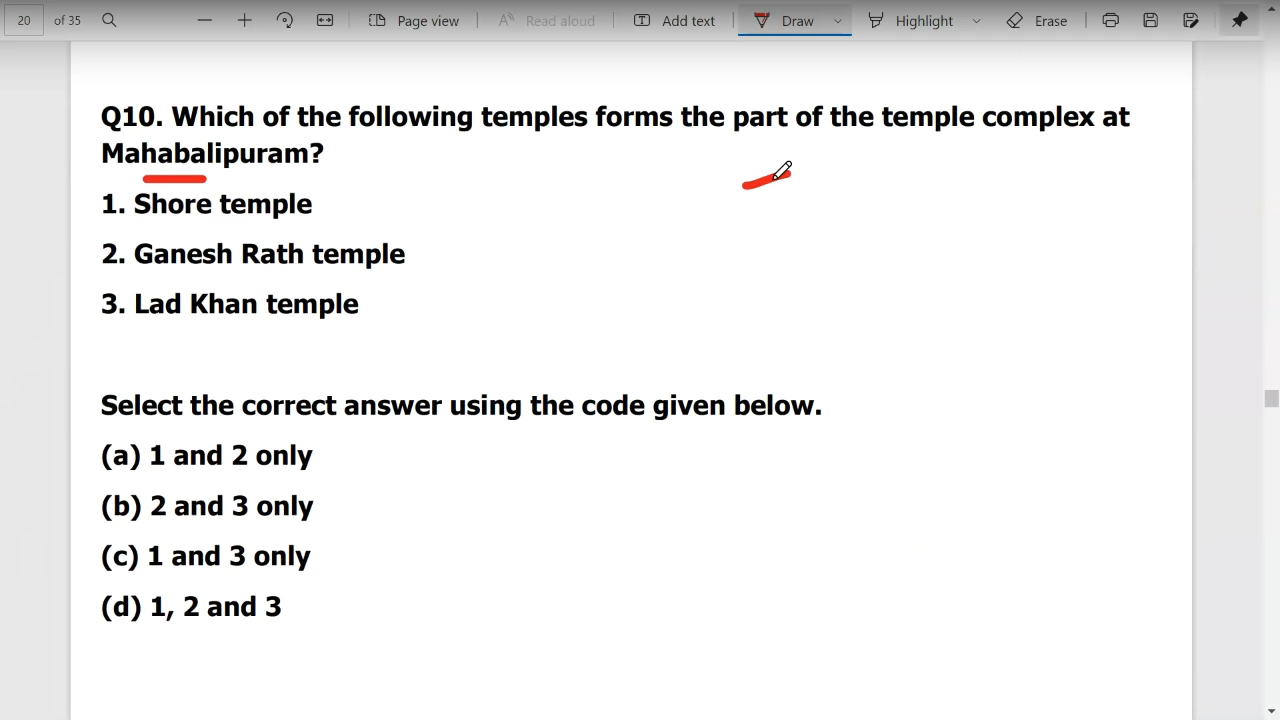 20 of 35 Page view Read aloud Add text Draw Highlight Erase
Q10. Which of the following temples forms the part of the temple complex at
Mahabalipuram?
1. Shore temple
2. Ganesh Rath temple
3. Lad Khan temple
Select the correct answer using the code given below.
(a) 1 and 2 only
(b) 2 and 3 only
(c) 1 and 3 only
(d) 1, 2 and 3